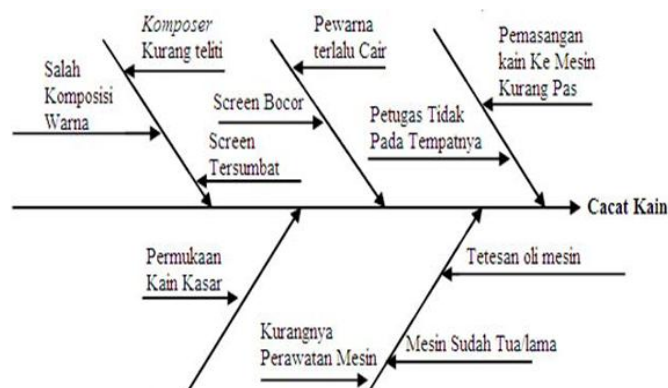 Komposer
Kurang teliti
Salah
Komposisi
Warna
Screen
Tersumbat
Pewarna
terlalu Cair
Screen Bocor
Pemasangan
kain Ke Mesin
Kurang Pas
Petugas Tidak
Pada Tempatnya
Cacat Kain
Permukaan
Kain Kasar
Tetesan oli mesin
Kurangnya
Perawatan Mesin
Mesin Sudah Tua/lama